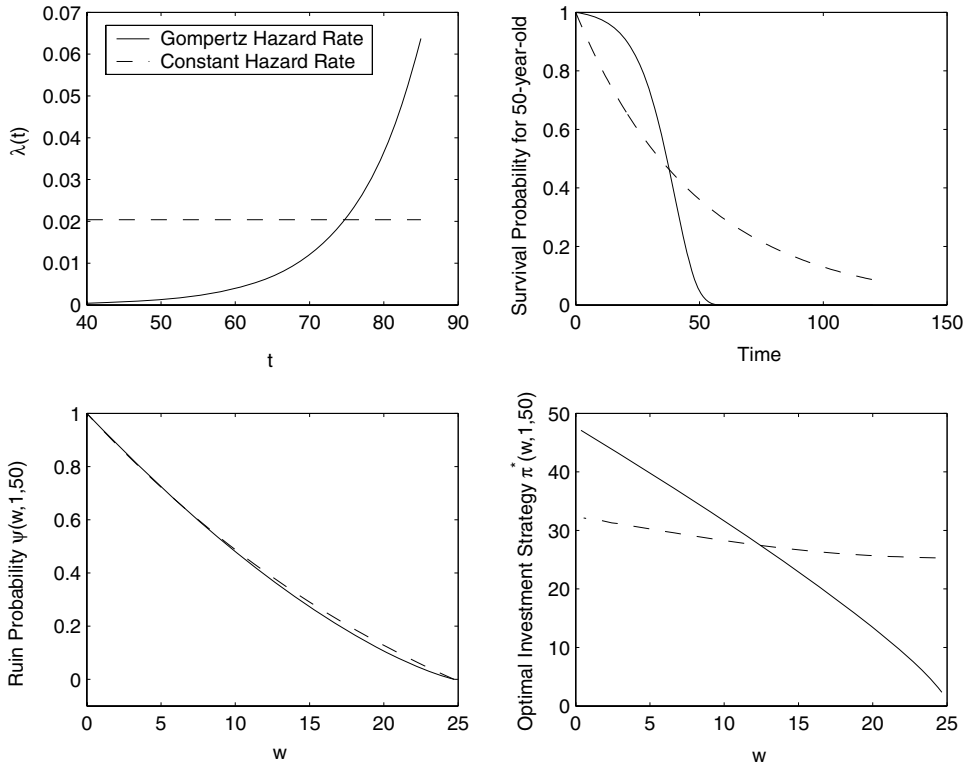 0.07
0.06
0.05
0.04
0.03
0.02
0.01
0
λ(t)
Gompertz Hazard Rate
Constant Hazard Rate
40 50 60 70 80 90
t
1
0.8
0.6
0.4
0.2
0
Survival Probability for 50-year-old
0 50 100 150
Time
1
0.8
0.6
0.4
0.2
0
Ruin Probability ψ(w,1,50)
0 5 10 15 20 25
w
50
40
30
20
10
0
Optimal Investment Strategy π*(w,1,50)
0 5 10 15 20 25
w